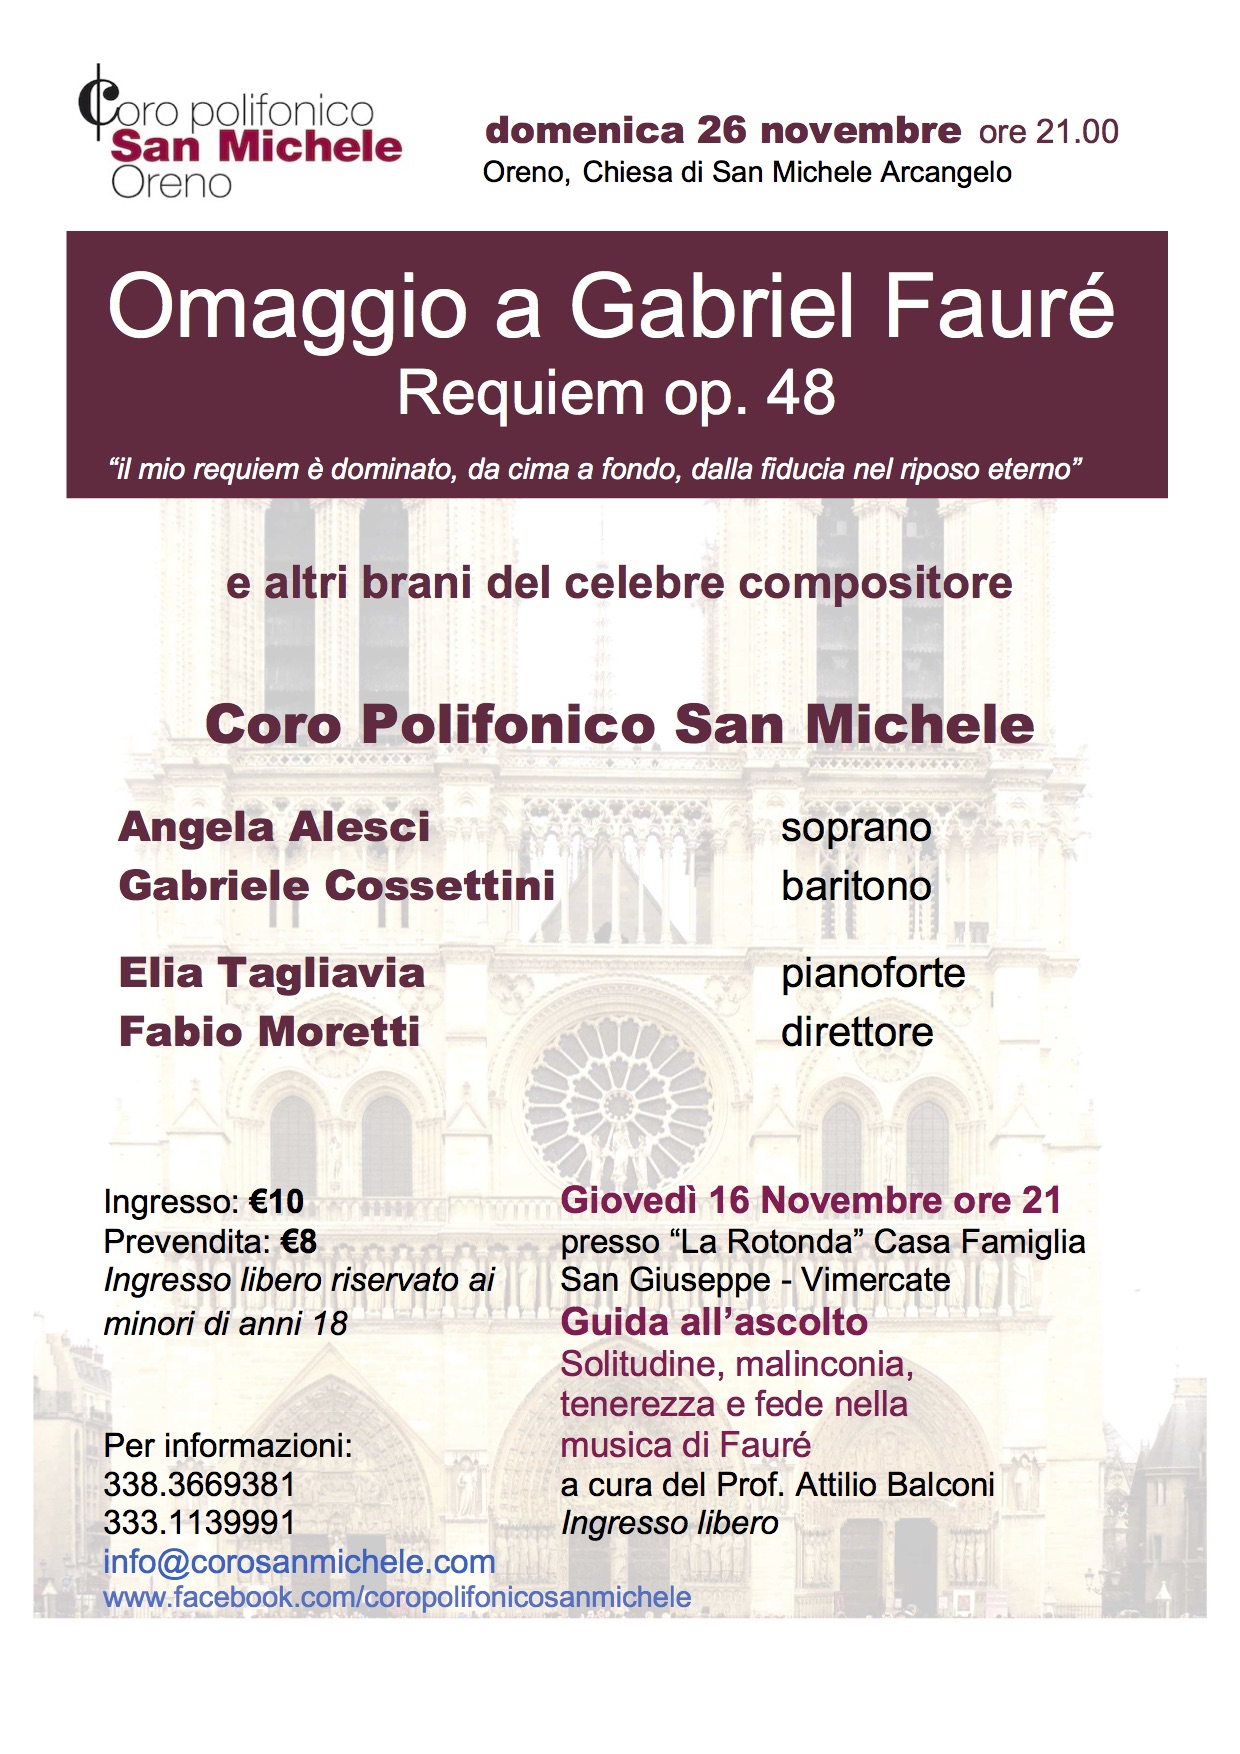 Coro polifonico
San Michele
Oreno
domenica 26 novembre ore 21.00
Oreno, Chiesa di San Michele Arcangelo
Omaggio a Gabriel Fauré
Requiem op. 48
“il mio requiem è dominato, da cima a fondo, dalla fiducia nel riposo eterno”
e altri brani del celebre compositore
Coro Polifonico San Michele
Angela Alesci soprano
Gabriele Cossettini baritono
Elia Tagliavia pianoforte
Fabio Moretti direttore
Ingresso: €10
Prevendita: €8
Ingresso libero riservato ai
minori di anni 18
Per informazioni:
338.3669381
333.1139991
info@corosanmichele.com
www.facebook.com/coropolifonicosanmichele
Giovedì 16 Novembre ore 21
presso “La Rotonda” Casa Famiglia
San Giuseppe - Vimercate
Guida all’ascolto
Solitudine, malinconia,
tenerezza e fede nella
musica di Fauré
a cura del Prof. Attilio Balconi
Ingresso libero